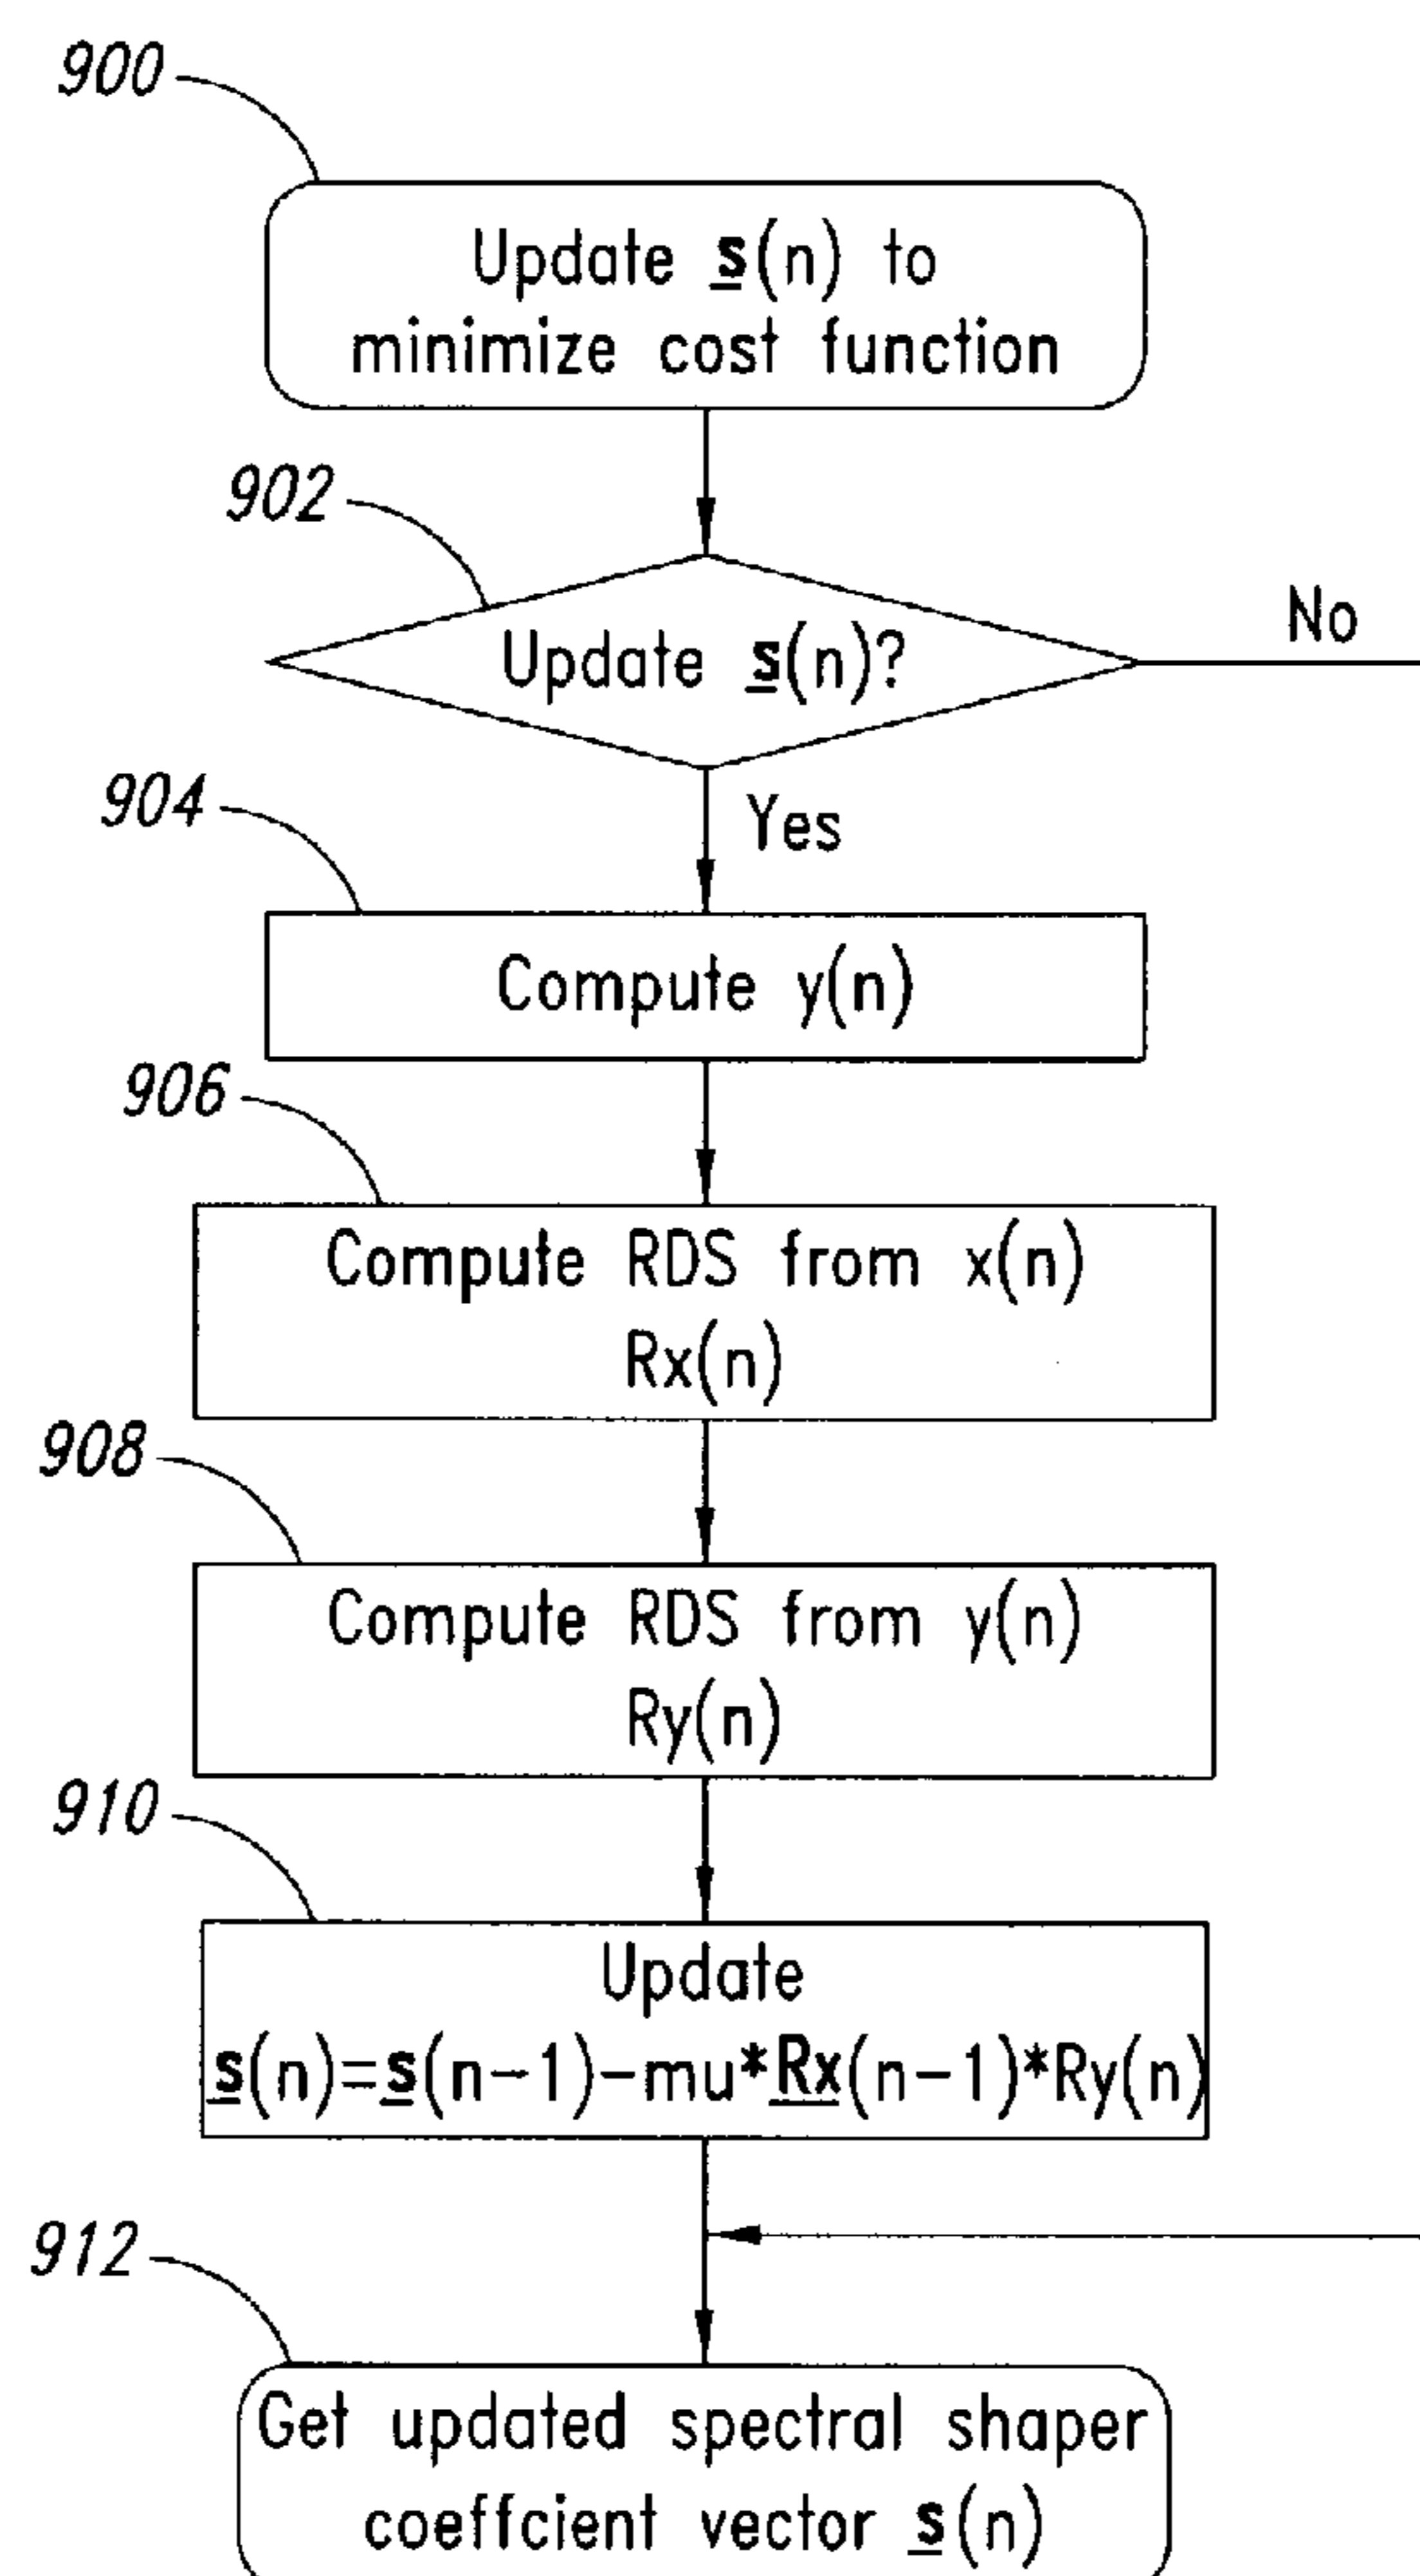 900
Update s(n) to
minimize cost function
902
Update s(n)?
No
Yes
904
Compute y(n)
906
Compute RDS from x(n)
Rx(n)
908
Compute RDS from y(n)
Ry(n)
910
Update
s(n)=s(n-1)-mu*Rx(n-1)*Ry(n)
912
Get updated spectral shaper
coeffcient vector s(n)